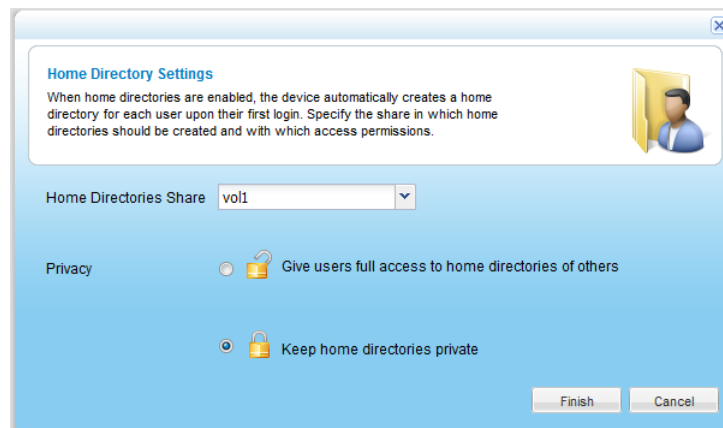 Home Directory Settings
When home directories are enabled, the device automatically creates a home
directory for each user upon their first login. Specify the share in which home
directories should be created and with which access permissions.
Home Directories Share vol1
Privacy
Give users full access to home directories of others
Keep home directories private
Finish Cancel